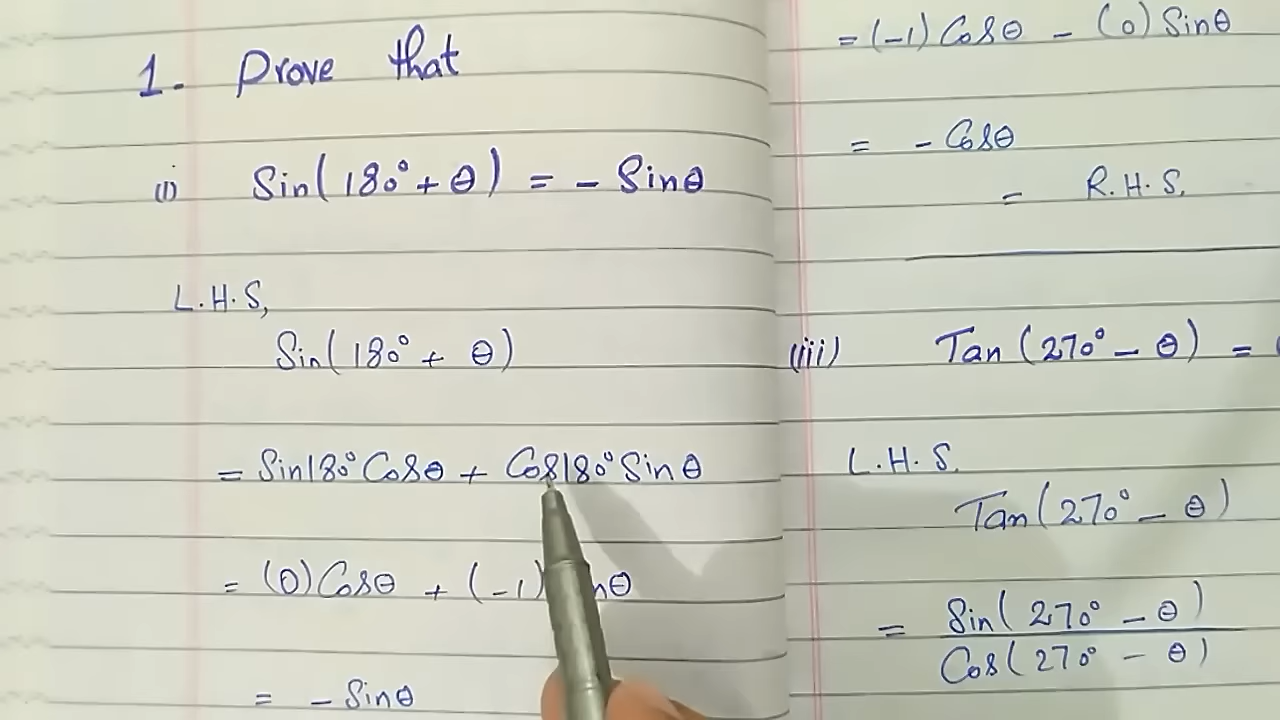 1. Prove that
(i) Sin(180° + θ) = - Sinθ
L.H.S,
Sin(180° + θ)
= Sin180° Cosθ + Cos180° Sinθ
= (0)Cosθ + (-1) nθ
= - Sinθ
= (-1) Cosθ - (0) Sinθ
= - Cosθ
= R.H.S.
(iii) Tan (270° - θ) =
L.H.S.
Tan(270° - θ)
= Sin(270° - θ)
Cos(270° - θ)